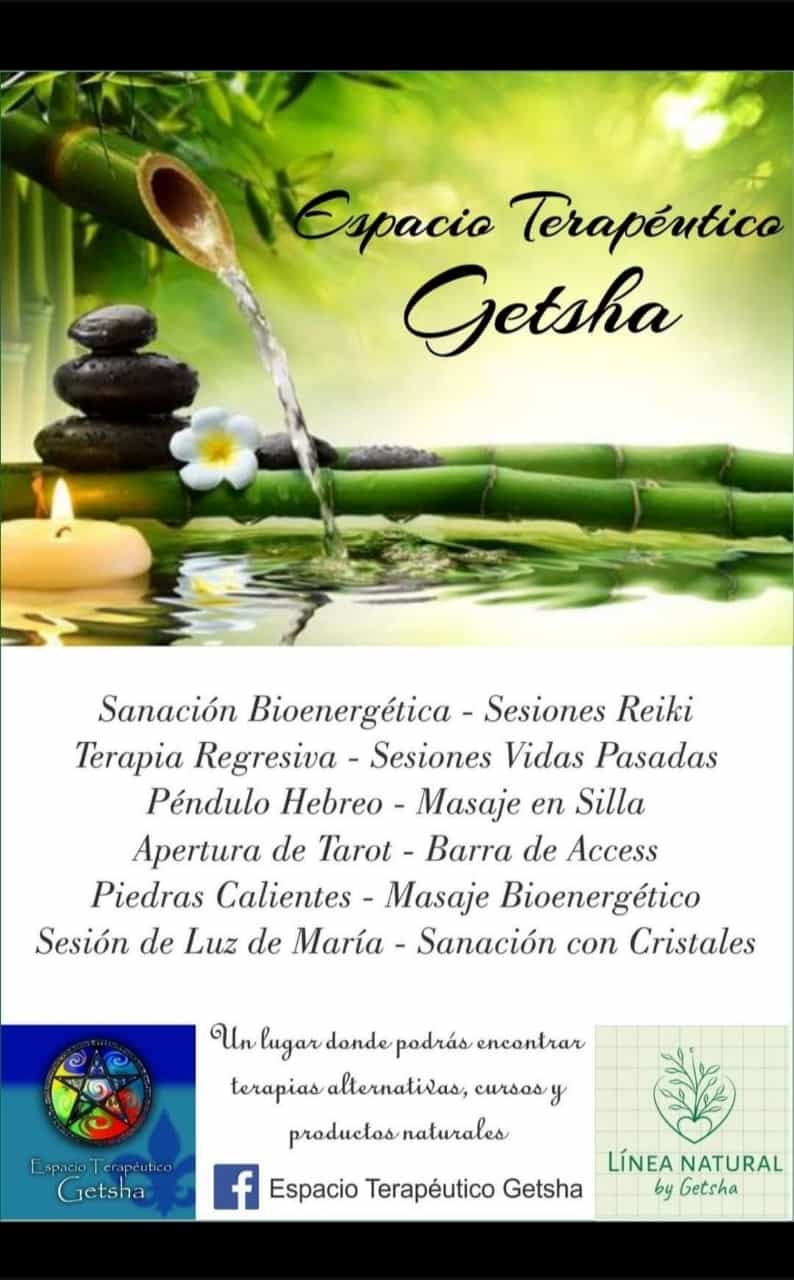 Espacio Terapéutico
Getsha
Sanación Bioenergética - Sesiones Reiki
Terapia Regresiva - Sesiones Vidas Pasadas
Péndulo Hebreo - Masaje en Silla
Apertura de Tarot - Barra de Access
Piedras Calientes - Masaje Bioenergético
Sesión de Luz de María - Sanación con Cristales
Un lugar donde podrás encontrar
terapias alternativas, cursos y
productos naturales
f Espacio Terapéutico Getsha
Espacio Terapéutico
Getsha
LÍNEA NATURAL
by Getsha